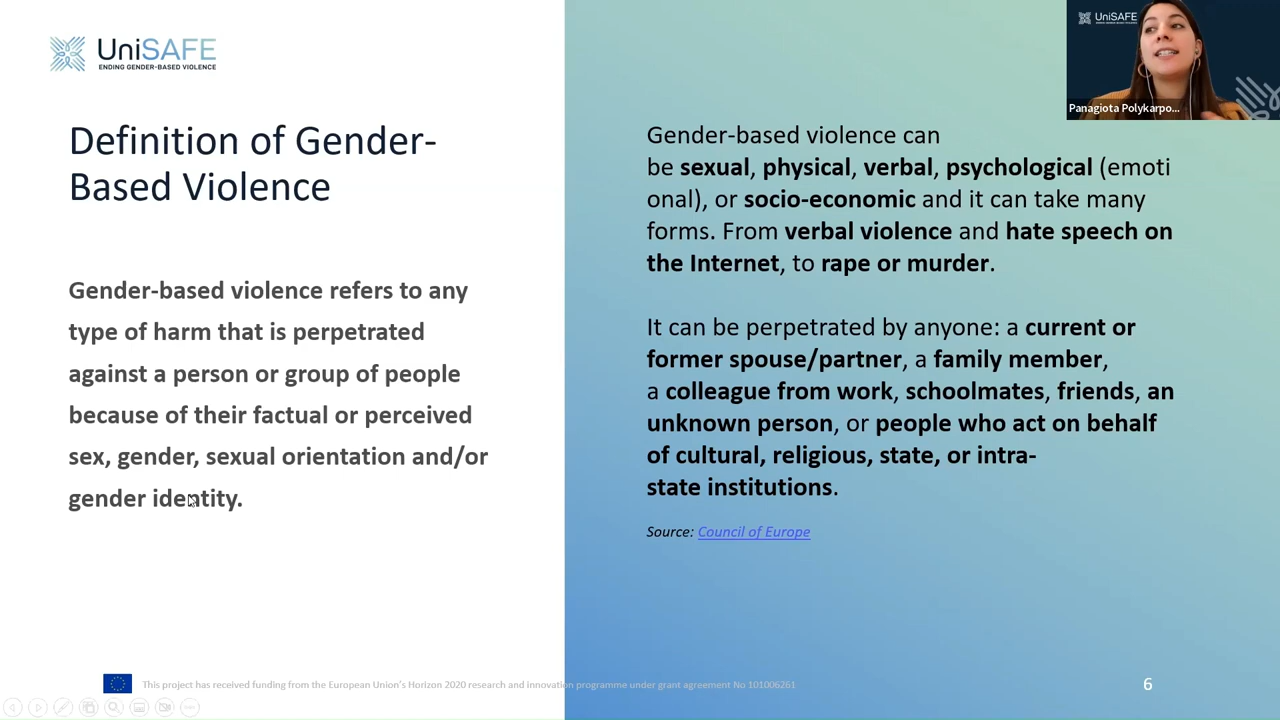 UniSAFE
ENDING GENDER-BASED VIOLENCE
Definition of Gender-
Based Violence
Gender-based violence refers to any
type of harm that is perpetrated
against a person or group of people
because of their factual or perceived
sex, gender, sexual orientation and/or
gender identity.
Gender-based violence can
be sexual, physical, verbal, psychological (emoti
onal), or socio-economic and it can take many
forms. From verbal violence and hate speech on
the Internet, to rape or murder.
It can be perpetrated by anyone: a current or
former spouse/partner, a family member,
a colleague from work, schoolmates, friends, an
unknown person, or people who act on behalf
of cultural, religious, state, or intra-
state institutions.
Source: Council of Europe
UniSAFE
Panagiota Polykarpo...
This project has received funding from the European Union's Horizon 2020 research and innovation programme under grant agreement No 101006261
6